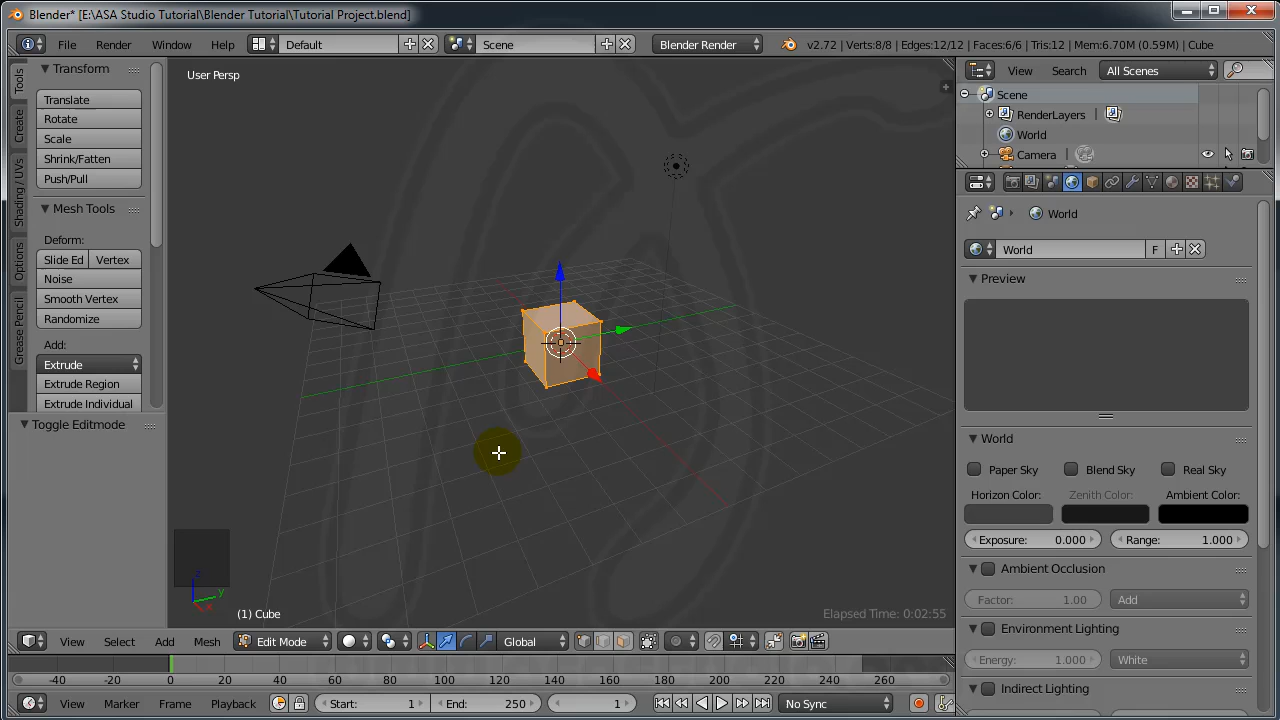 Blender* [E:\ASA Studio Tutorial\Blender Tutorial\Tutorial Project.blend]
File Render Window Help Default Scene Blender Render v2.72 | Verts:8/8 | Edges:12/12 | Faces:6/6 | Tris:12 | Mem:6.70M (0.59M) | Cube
Transform
Translate
Rotate
Scale
Shrink/Fatten
Push/Pull
Mesh Tools
Deform:
Slide Ed Vertex
Noise
Smooth Vertex
Randomize
Add:
Extrude
Extrude Region
Extrude Individual
Toggle Editmode
Tools
Create
Shading / UVs
Options
Grease Pencil
User Persp
z
y
x
(1) Cube
Elapsed Time: 0:02:55
View Select Add Mesh Edit Mode Global
-40 -20 0 20 40 60 80 100 120 140 160 180 200 220 240 260
View Marker Frame Playback Start: 1 End: 250 1 No Sync
View Search All Scenes
Scene
RenderLayers |
World
Camera |
World
World F
Preview
World
Paper Sky Blend Sky Real Sky
Horizon Color: Zenith Color: Ambient Color:
Exposure: 0.000 Range: 1.000
Ambient Occlusion
Factor: 1.00 Add
Environment Lighting
Energy: 1.000 White
Indirect Lighting